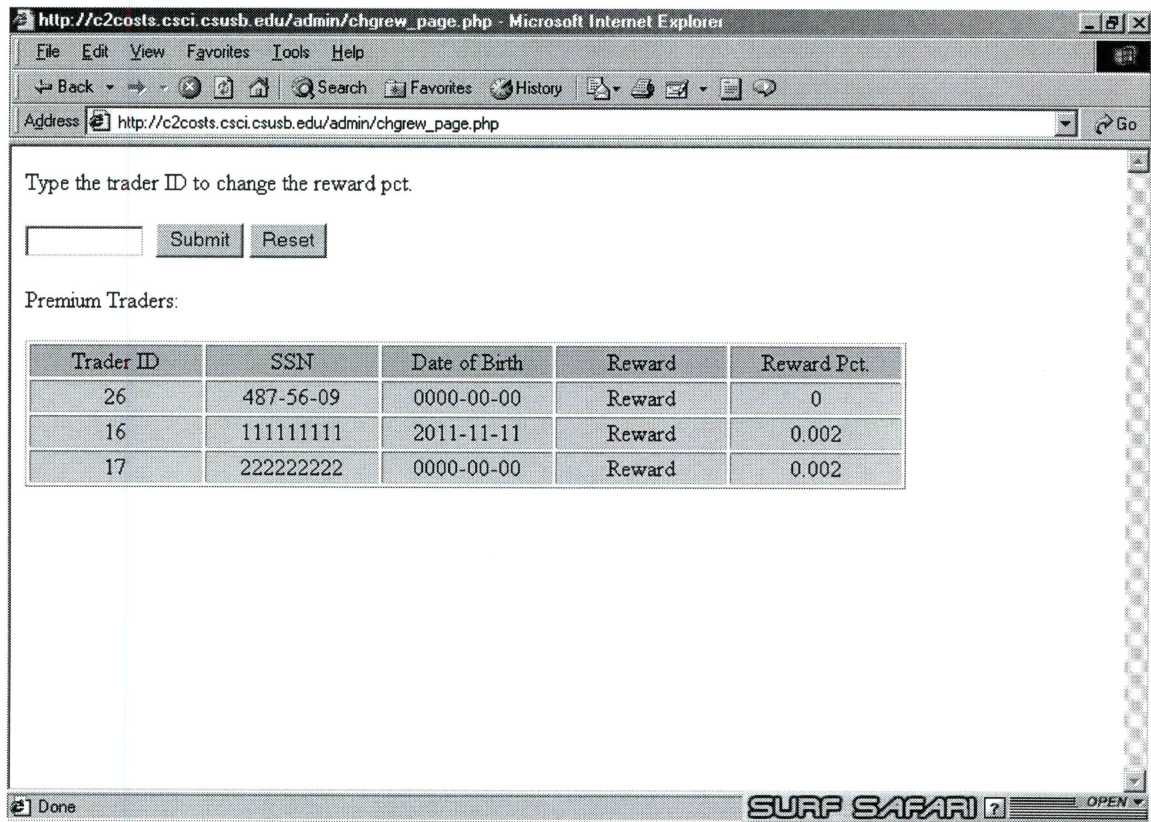 http://c2costs.csci.csusb.edu/admin/chgrew_page.php - Microsoft Internet Explorer
File Edit View Favorites Tools Help
Back Search Favorites History
Address http://c2costs.csci.csusb.edu/admin/chgrew_page.php Go
Type the trader ID to change the reward pct.
Submit Reset
Premium Traders:
Trader ID SSN Date of Birth Reward Reward Pct.
26 487-56-09 0000-00-00 Reward 0
16 111111111 2011-11-11 Reward 0.002
17 222222222 0000-00-00 Reward 0.002
Done SURF SAFARI ? OPEN